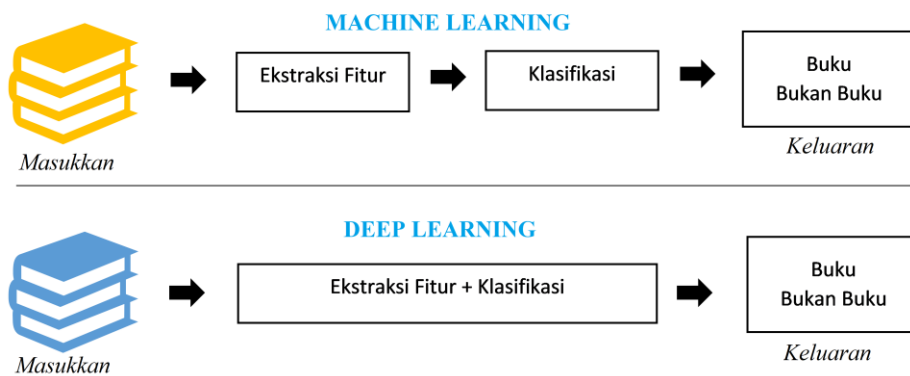 MACHINE LEARNING
Ekstraksi Fitur
Klasifikasi
Buku
Bukan Buku
Masukkan
Keluaran
DEEP LEARNING
Ekstraksi Fitur + Klasifikasi
Buku
Bukan Buku
Masukkan
Keluaran